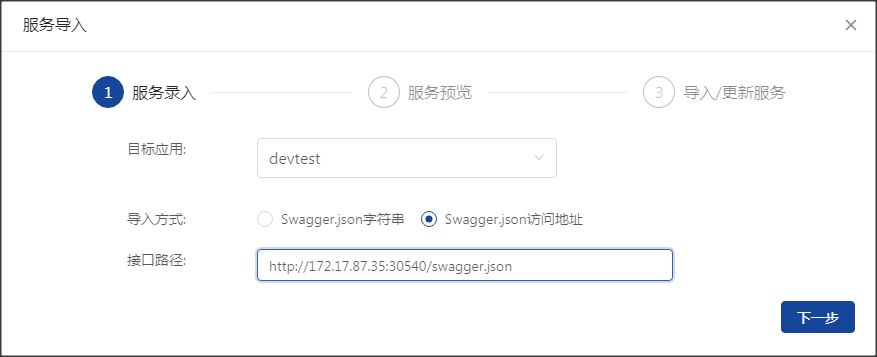 服务导入
1 服务录入 2 服务预览 3 导入/更新服务
目标应用: devtest
导入方式: Swagger.json字符串 Swagger.json访问地址
接口路径: http://172.17.87.35:30540/swagger.json
下一步